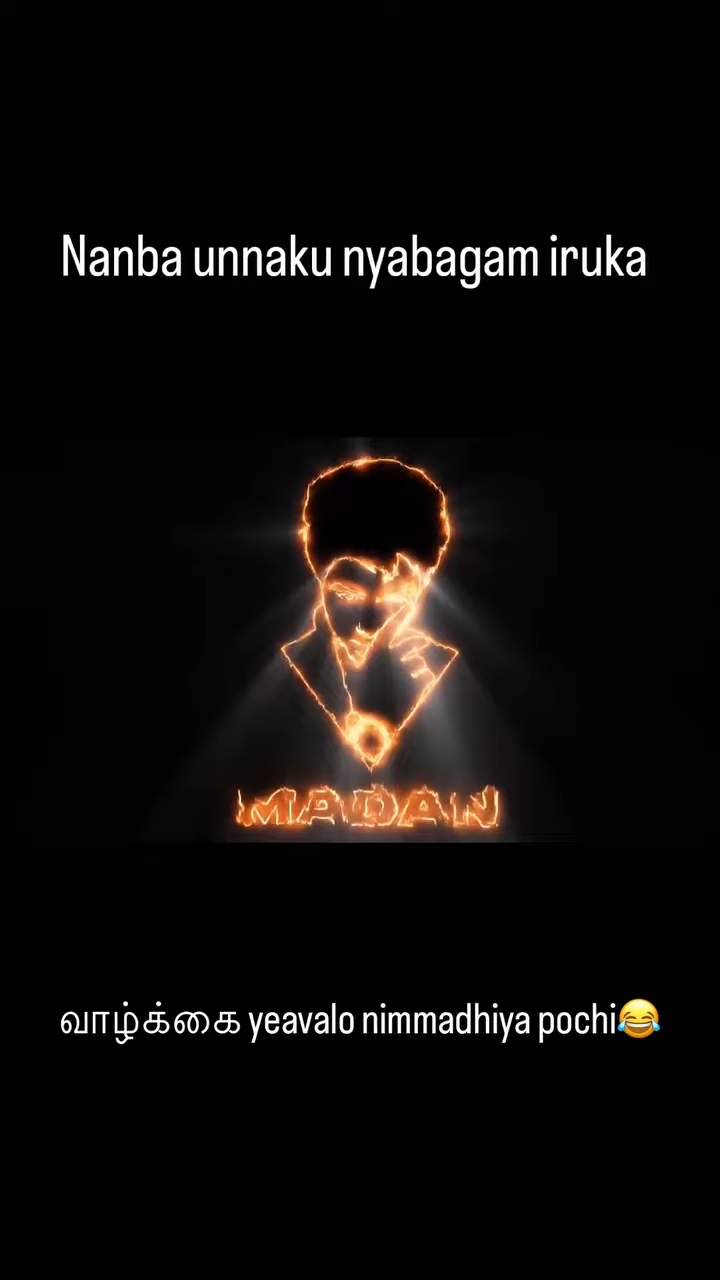 Nanba unnaku nyabagam iruka
MADAN
வாழ்க்கை yeavalo nimmadhiya pochi😂